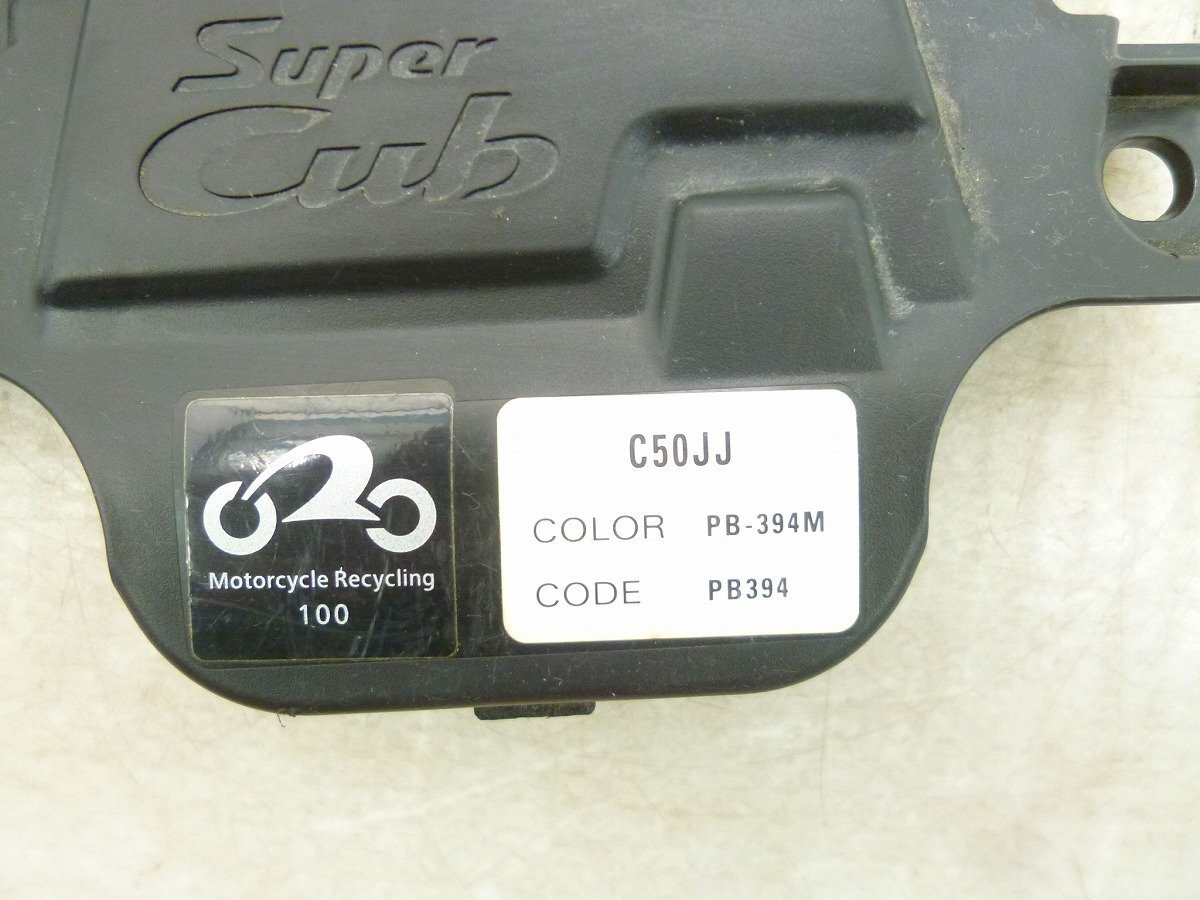 Super
Cub
Motorcycle Recycling
100
C50JJ
COLOR PB-394M
CODE PB394